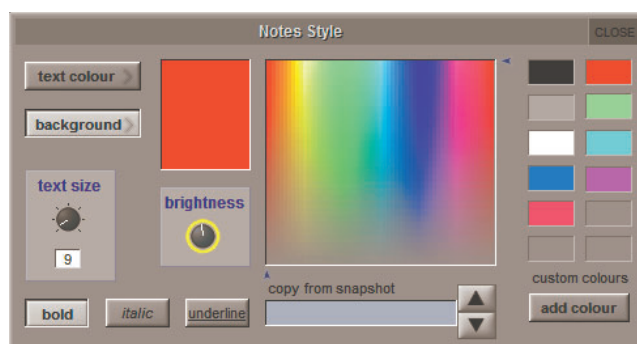 Notes Style
CLOSE
text colour
background
text size
9
brightness
bold
italic
underline
copy from snapshot
custom colours
add colour